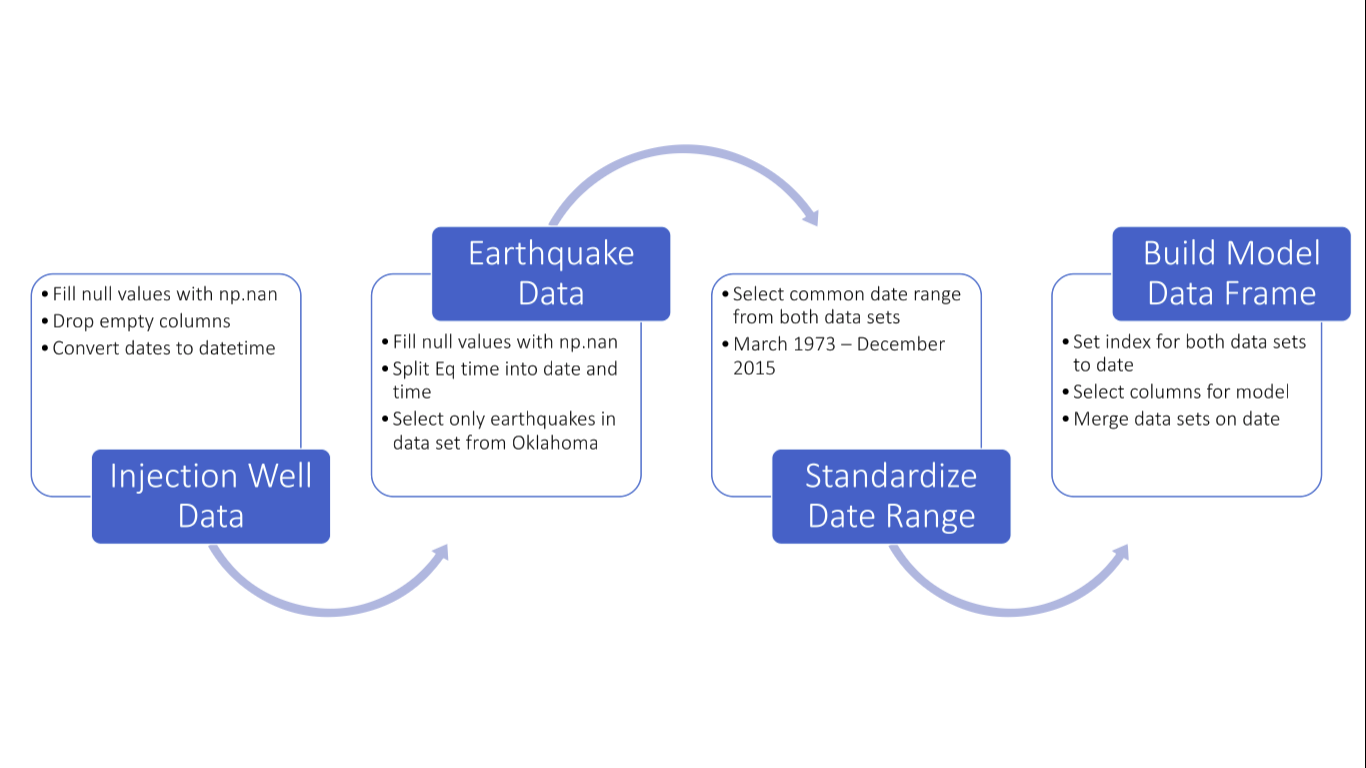 • Fill null values with np.nan
• Drop empty columns
• Convert dates to datetime
Injection Well
Data
Earthquake
Data
• Fill null values with np.nan
• Split Eq time into date and
time
• Select only earthquakes in
data set from Oklahoma
• Select common date range
from both data sets
• March 1973 – December
2015
Standardize
Date Range
Build Model
Data Frame
• Set index for both data sets
to date
• Select columns for model
• Merge data sets on date